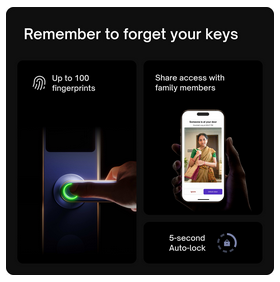 Remember to forget your keys
Up to 100
fingerprints
Share access with
family members
5-second
Auto-lock